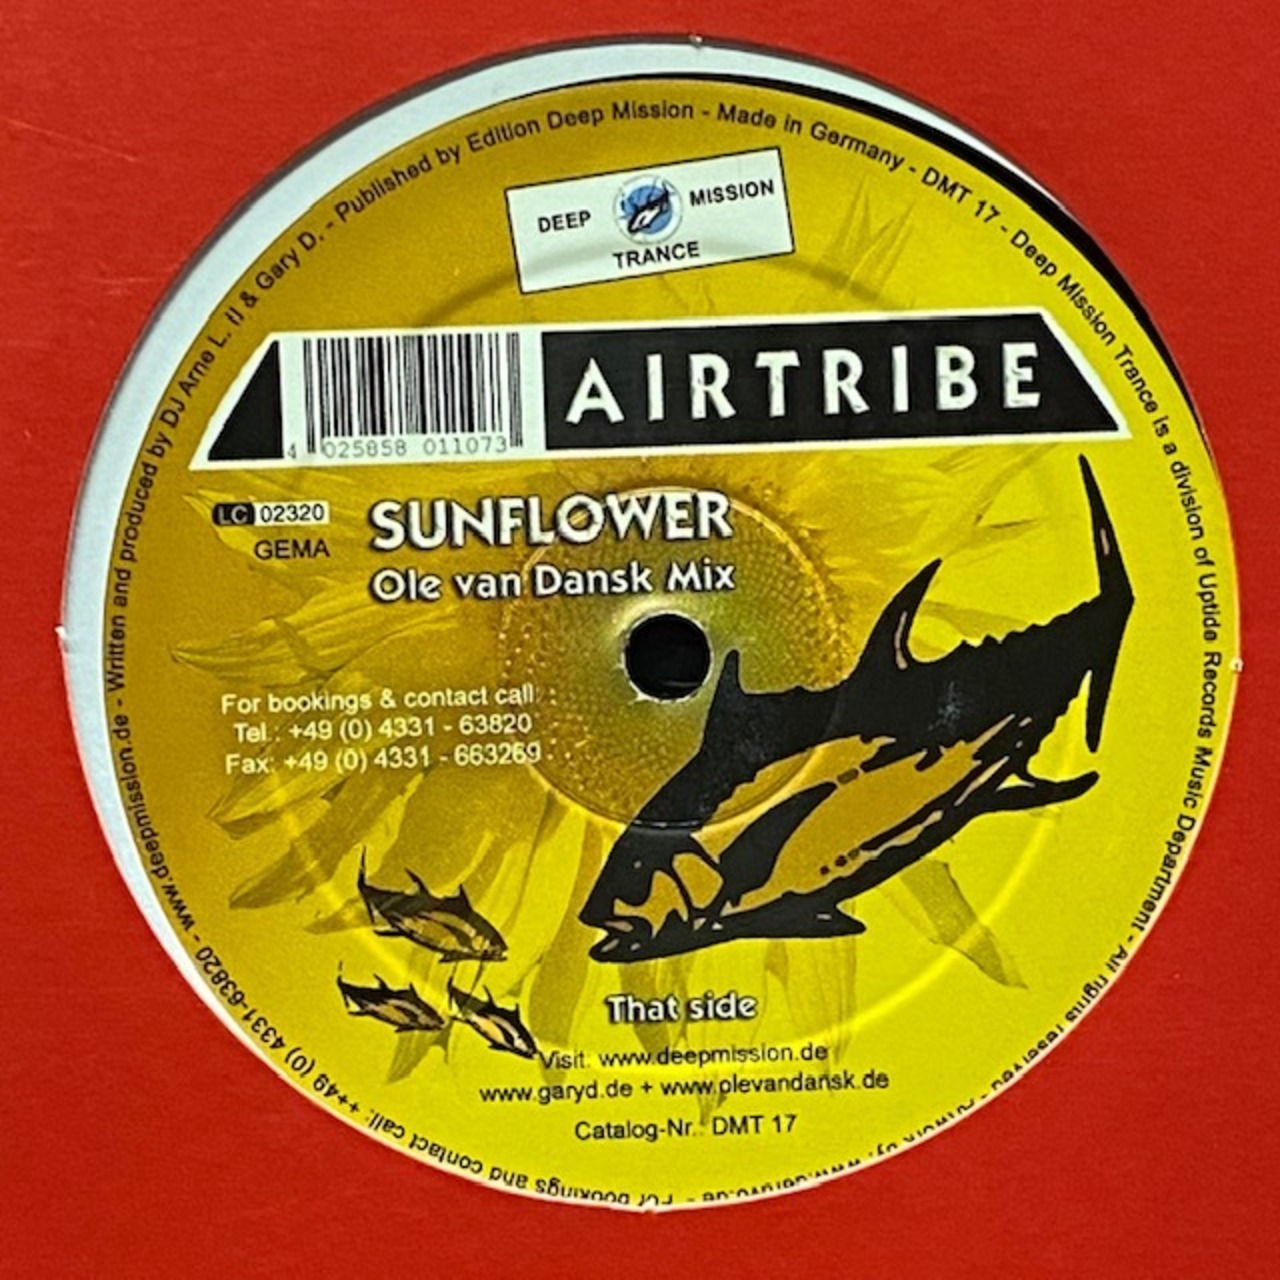 DEEP MISSION
TRANCE
AIRTRIBE
4 025858 011073
LC 02320
GEMA
SUNFLOWER
Ole van Dansk Mix
For bookings & contact call:
Tel.: +49 (0) 4331 - 63820
Fax: +49 (0) 4331 - 663269
That side
Visit: www.deepmission.de
www.garyd.de + www.olevandansk.de
Catalog-Nr.: DMT 17
www.deepmission.de - Written and produced by DJ Arne L. II & Gary D. - Published by Edition Deep Mission - Made in Germany - DMT 17 - Deep Mission Trance is a division of Uptide Records Music Department - All rights reserved - Artwork by: - For bookings and contact call: ++49 (0) 4331-63820 -